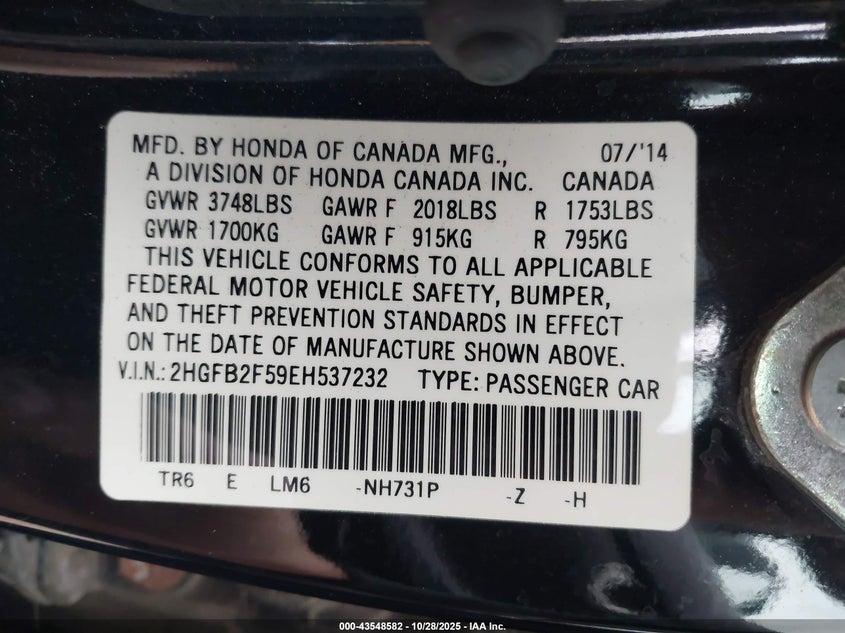 MFD. BY HONDA OF CANADA MFG., 07/'14
A DIVISION OF HONDA CANADA INC. CANADA
GVWR 3748LBS GAWR F 2018LBS R 1753LBS
GVWR 1700KG GAWR F 915KG R 795KG
THIS VEHICLE CONFORMS TO ALL APPLICABLE
FEDERAL MOTOR VEHICLE SAFETY, BUMPER,
AND THEFT PREVENTION STANDARDS IN EFFECT
ON THE DATE OF MANUFACTURE SHOWN ABOVE.
V.I.N.: 2HGFB2F59EH537232 TYPE: PASSENGER CAR
TR6 E LM6 -NH731P -Z -H
000-43548582 - 10/28/2025 - IAA Inc.